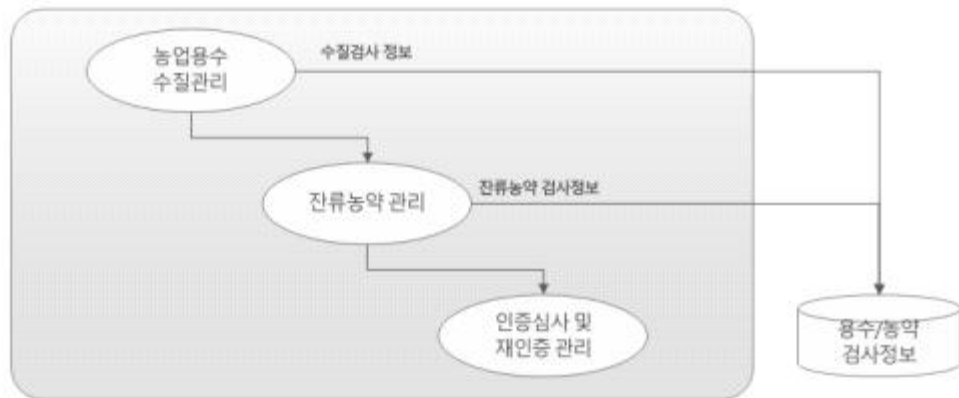 농업용수
수질관리
수질검사 정보
잔류농약 관리
잔류농약 검사정보
인증심사 및
재인증 관리
용수/농약
검사정보